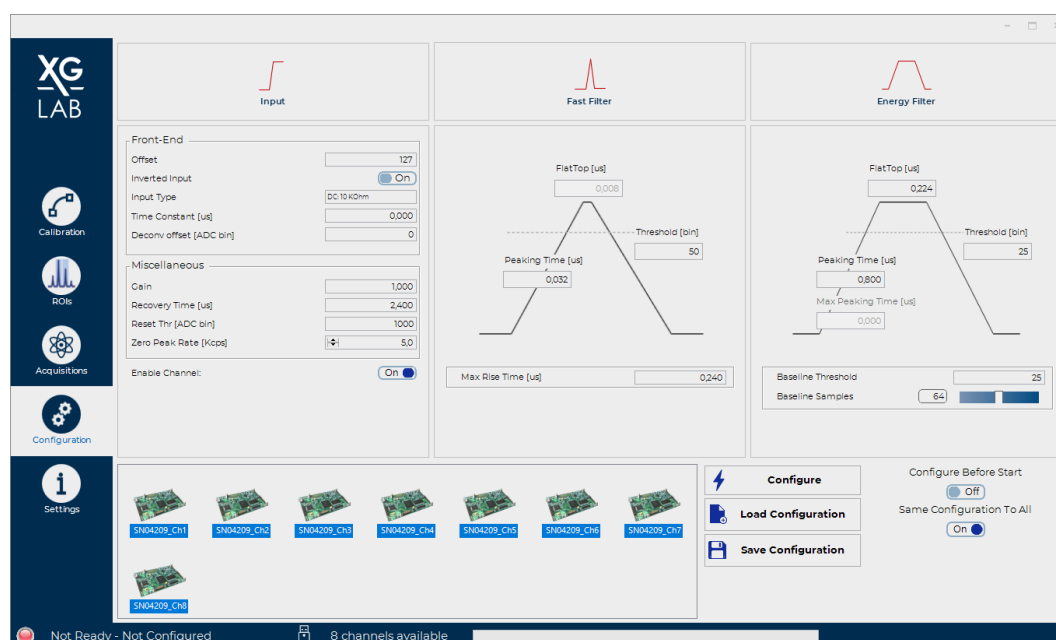 XG
LAB
Input
Fast Filter
Energy Filter
Calibration
ROIs
Acquisitions
Configuration
Settings
Front-End
Offset 127
Inverted Input On
Input Type DC:10 KOhm
Time Constant [us] 0,000
Deconv offset [ADC bin] 0
Miscellaneous
Gain 1,000
Recovery Time [us] 2,400
Reset Thr [ADC bin] 1000
Zero Peak Rate [Kcps] 5,0
Enable Channel: On
FlatTop [us]
0,008
Threshold [bin]
50
Peaking Time [us]
0,032
Max Rise Time [us] 0,240
FlatTop [us]
0,224
Threshold [bin]
25
Peaking Time [us]
0,800
Max Peaking Time [us]
0,000
Baseline Threshold 25
Baseline Samples 64
SN04209_Ch1 SN04209_Ch2 SN04209_Ch3 SN04209_Ch4 SN04209_Ch5 SN04209_Ch6 SN04209_Ch7
SN04209_Ch8
Configure
Load Configuration
Save Configuration
Configure Before Start
Off
Same Configuration To All
On
Not Ready - Not Configured
8 channels available